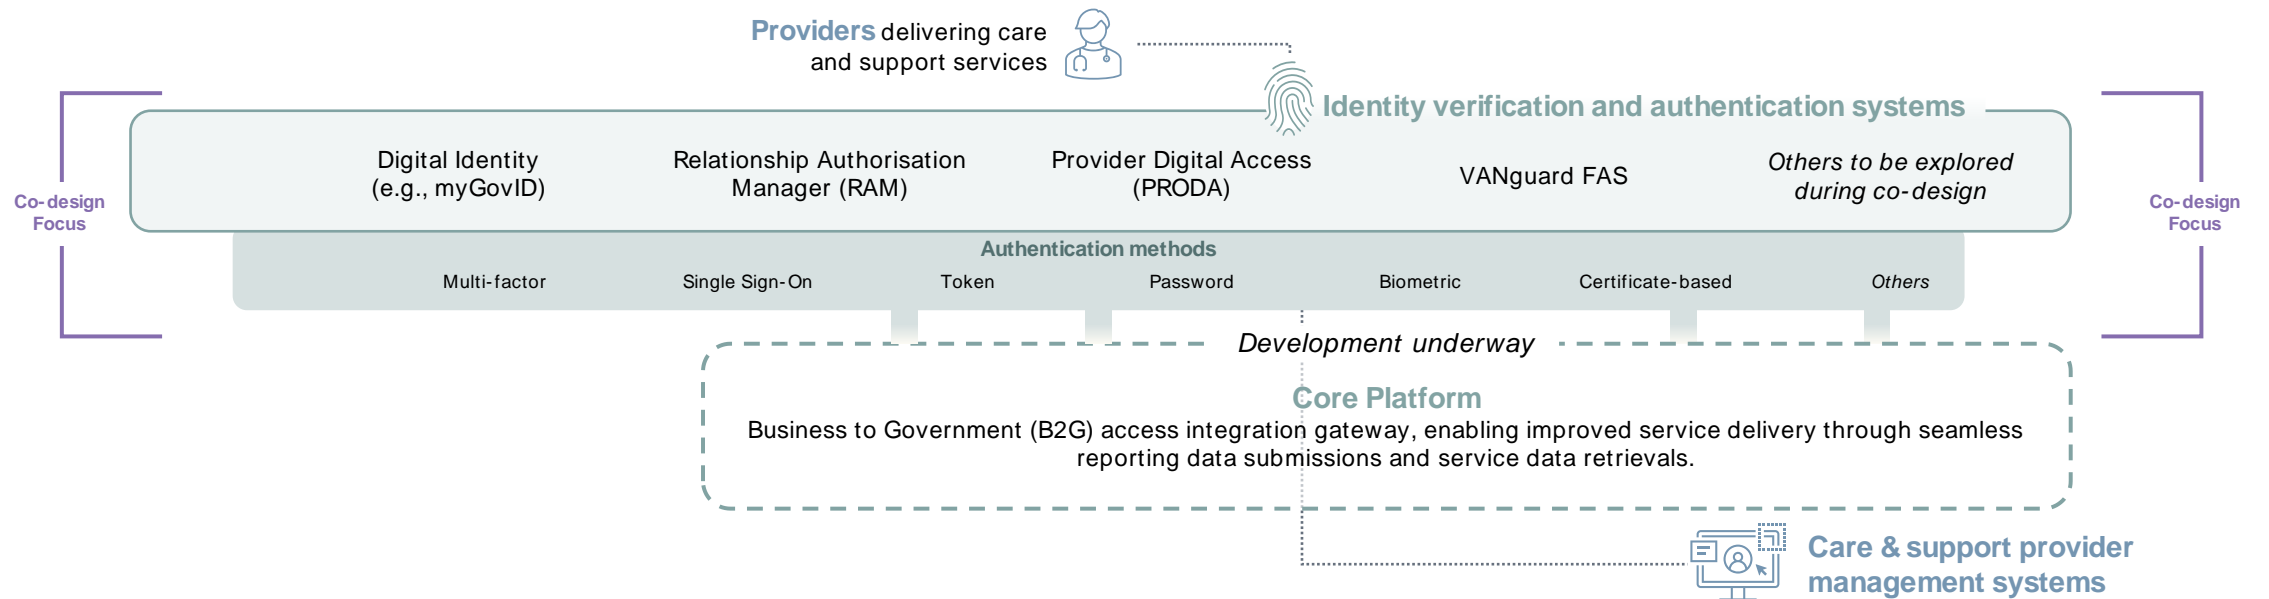 Providers delivering care
and support services
Identity verification and authentication systems
Co-design
Focus
Digital Identity
(e.g., myGovID)
Relationship Authorisation
Manager (RAM)
Provider Digital Access
(PRODA)
VANguard FAS
Others to be explored
during co-design
Co-design
Focus
Authentication methods
Multi-factor
Single Sign-On
Token
Password
Biometric
Certificate-based
Others
Development underway
Core Platform
Business to Government (B2G) access integration gateway, enabling improved service delivery through seamless
reporting data submissions and service data retrievals.
Care & support provider
management systems